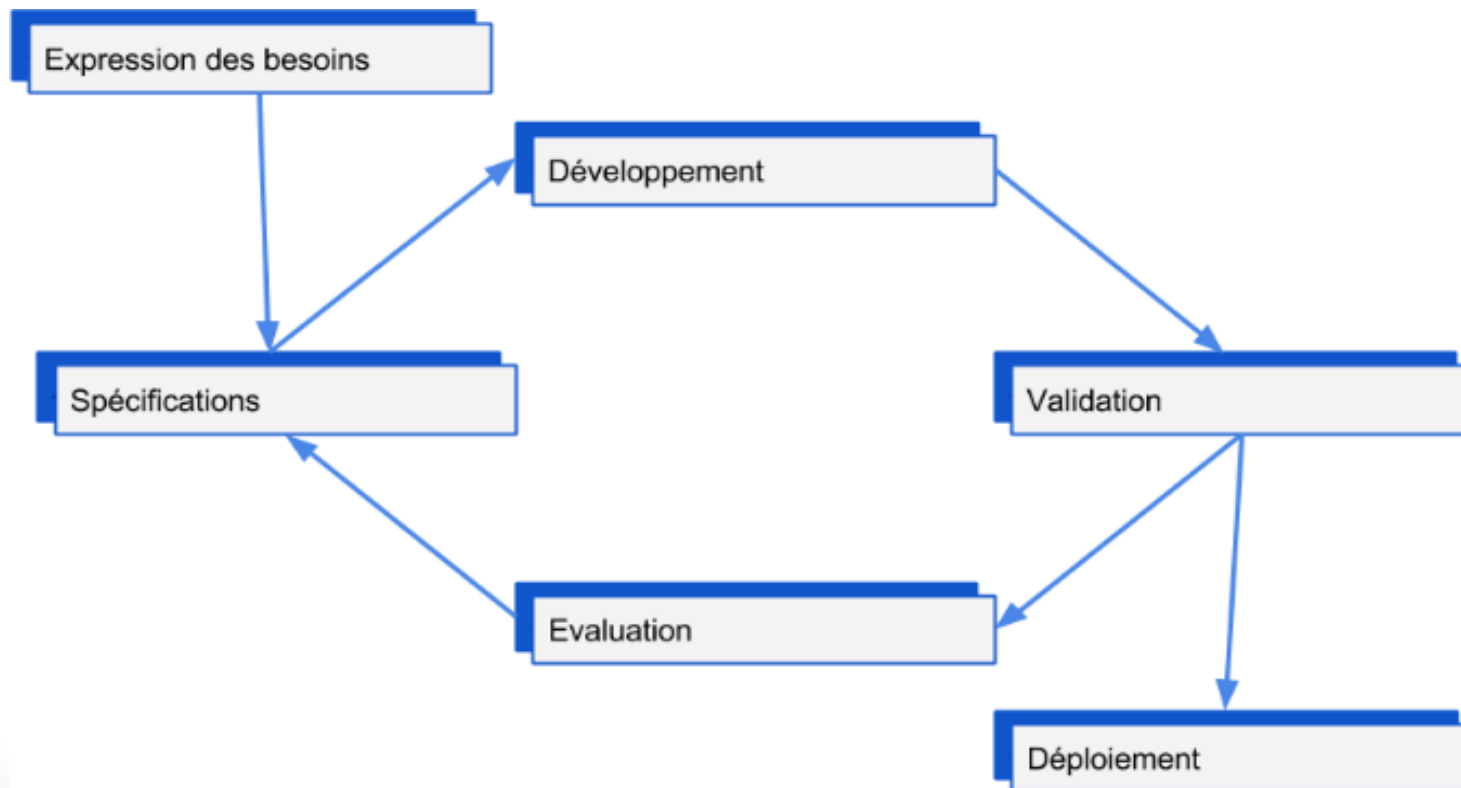 Expression des besoins
Développement
Spécifications
Validation
Evaluation
Déploiement